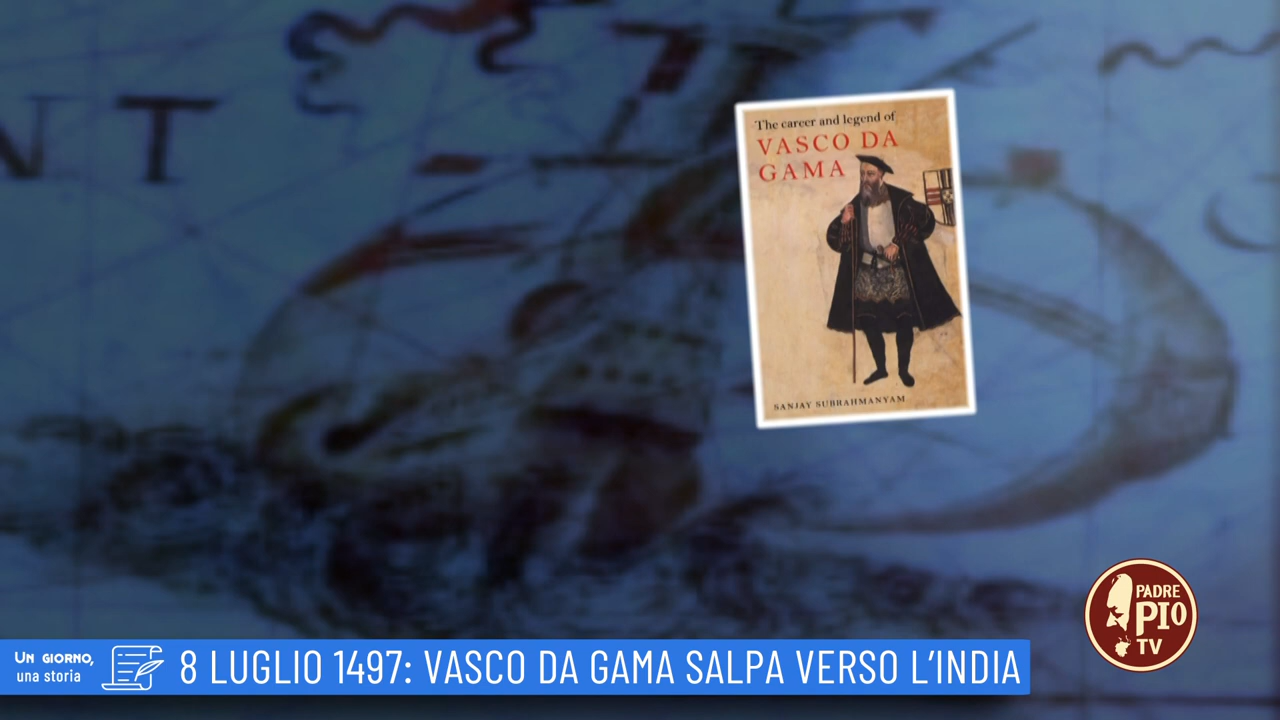 NT
The career and legend of
VASCO DA
GAMA
SANJAY SUBRAHMANYAM
PADRE
PIO
TV
UN GIORNO,
una storia
8 LUGLIO 1497: VASCO DA GAMA SALPA VERSO L'INDIA